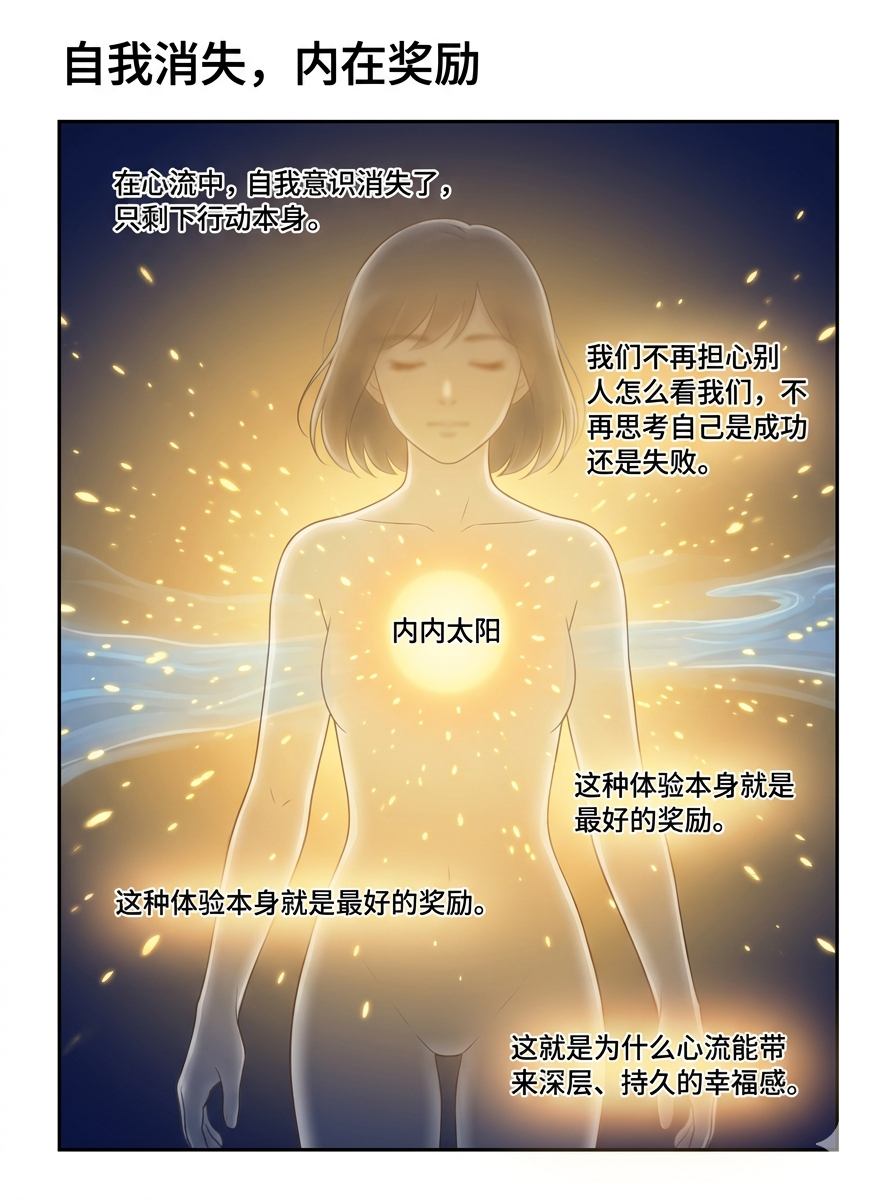 自我消失，内在奖励
在心流中，自我意识消失了，
只剩下行动本身。
我们不再担心别
人怎么看我们，不
再思考自己是成功
还是失败。
内内太阳
这种体验本身就是
最好的奖励。
这种体验本身就是最好的奖励。
这就是为什么心流能带
来深层、持久的幸福感。